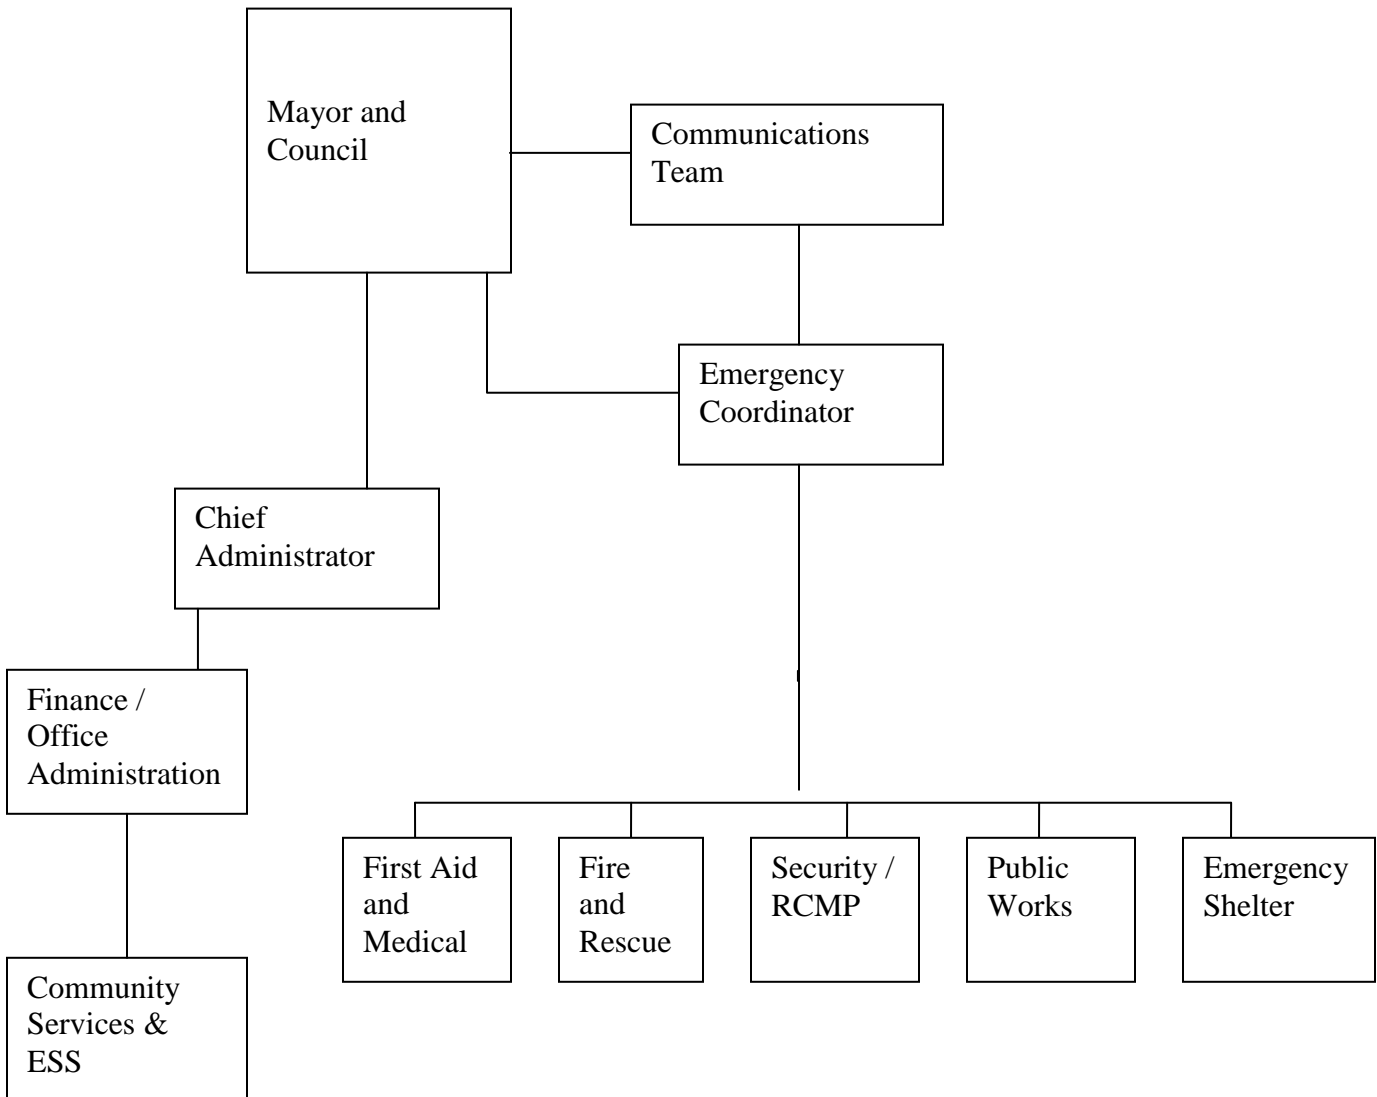 Mayor and
Council
Communications
Team
Emergency
Coordinator
Chief
Administrator
Finance /
Office
Administration
First Aid
and
Medical
Fire
and
Rescue
Security /
RCMP
Public
Works
Emergency
Shelter
Community
Services &
ESS